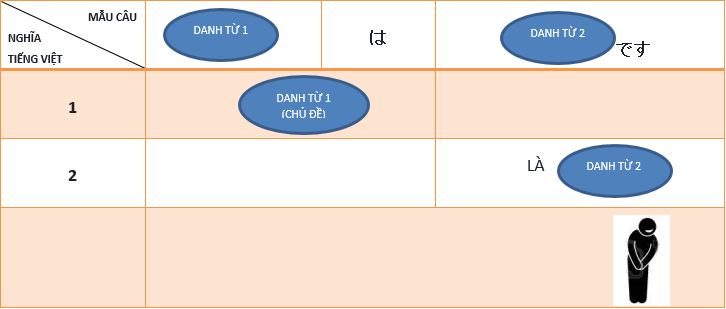 MẪU CÂU
NGHĨA
TIẾNG VIỆT
DANH TỪ 1
は
DANH TỪ 2
です
1
DANH TỪ 1
(CHỦ ĐỀ)
2
LÀ
DANH TỪ 2